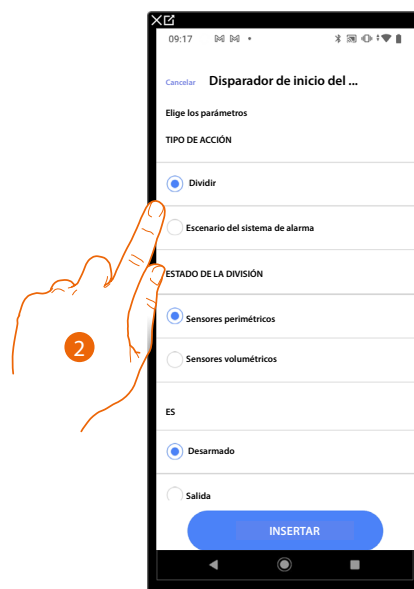 09:17
Cancelar Disparador de inicio del ...
Elige los parámetros
TIPO DE ACCIÓN
Dividir
Escenario del sistema de alarma
ESTADO DE LA DIVISIÓN
Sensores perimétricos
2
Sensores volumétricos
ES
Desarmado
Salida
INSERTAR